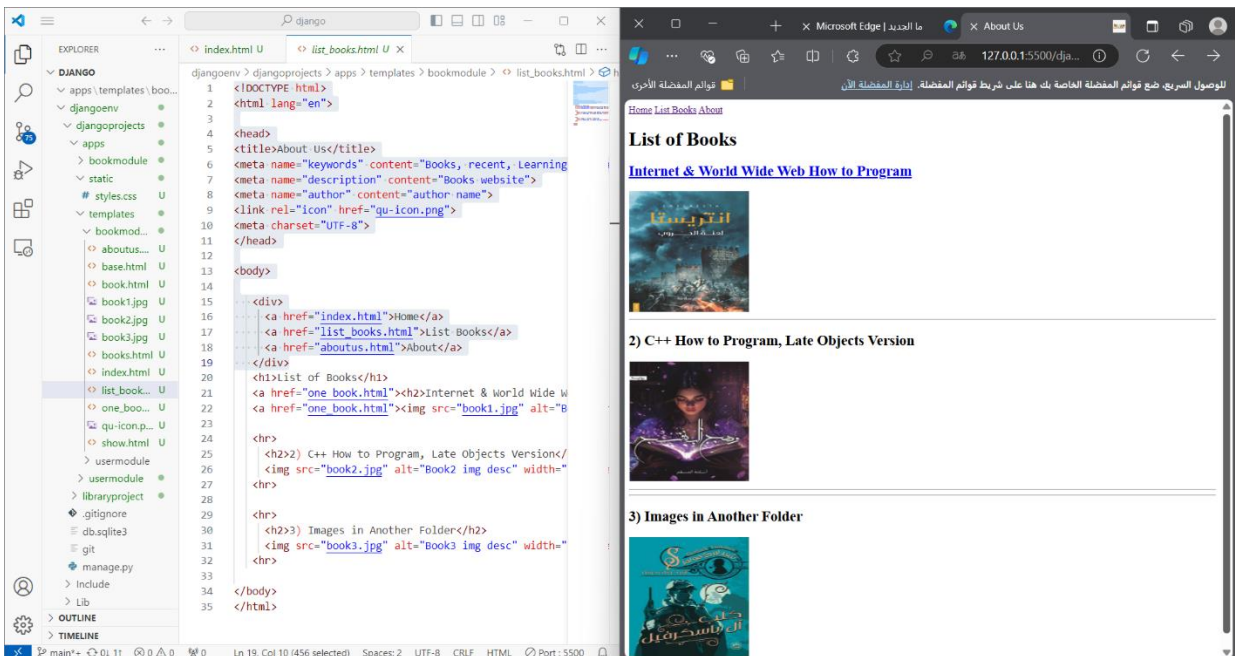 django
EXPLORER
DJANGO
apps\templates\boo...
djangoenv
djangoprojects
apps
bookmodule
static
# styles.css U
templates
bookmod...
aboutus.... U
base.html U
book.html U
book1.jpg U
book2.jpg U
book3.jpg U
books.html U
index.html U
list_book... U
one_boo... U
qu-icon.p... U
show.html U
usermodule
usermodule
libraryproject
.gitignore
db.sqlite3
git
manage.py
Include
Lib
OUTLINE
TIMELINE
75
index.html U
list_books.html U
djangoenv > djangoprojects > apps > templates > bookmodule > list_books.html > h
1 <!DOCTYPE html>
2 <html lang="en">
3
4 <head>
5 <title>About Us</title>
6 <meta name="keywords" content="Books, recent, Learning
7 <meta name="description" content="Books website">
8 <meta name="author" content="author name">
9 <link rel="icon" href="qu-icon.png">
10 <meta charset="UTF-8">
11 </head>
12
13 <body>
14
15 <div>
16 <a href="index.html">Home</a>
17 <a href="list_books.html">List Books</a>
18 <a href="aboutus.html">About</a>
19 </div>
20 <h1>List of Books</h1>
21 <a href="one book.html"><h2>Internet & World Wide W
22 <a href="one_book.html"><img src="book1.jpg" alt="B
23
24 <hr>
25 <h2>2) C++ How to Program, Late Objects Version</
26 <img src="book2.jpg" alt="Book2 img desc" width="
27 <hr>
28
29 <hr>
30 <h2>3) Images in Another Folder</h2>
31 <img src="book3.jpg" alt="Book3 img desc" width="
32 <hr>
33
34 </body>
35 </html>
main*+ 0↓ 1↑ 0 0 0 Ln 19, Col 10 (456 selected) Spaces: 2 UTF-8 CRLF HTML Port : 5500
ما الجديد | Microsoft Edge
About Us
127.0.0.1:5500/dja...
للوصول السريع، ضع قوائم المفضلة الخاصة بك هنا على شريط قوائم المفضلة. إدارة المفضلة الآن
قوائم المفضلة الأخرى
Home List Books About
List of Books
Internet & World Wide Web How to Program
انتريستا
2) C++ How to Program, Late Objects Version
3) Images in Another Folder